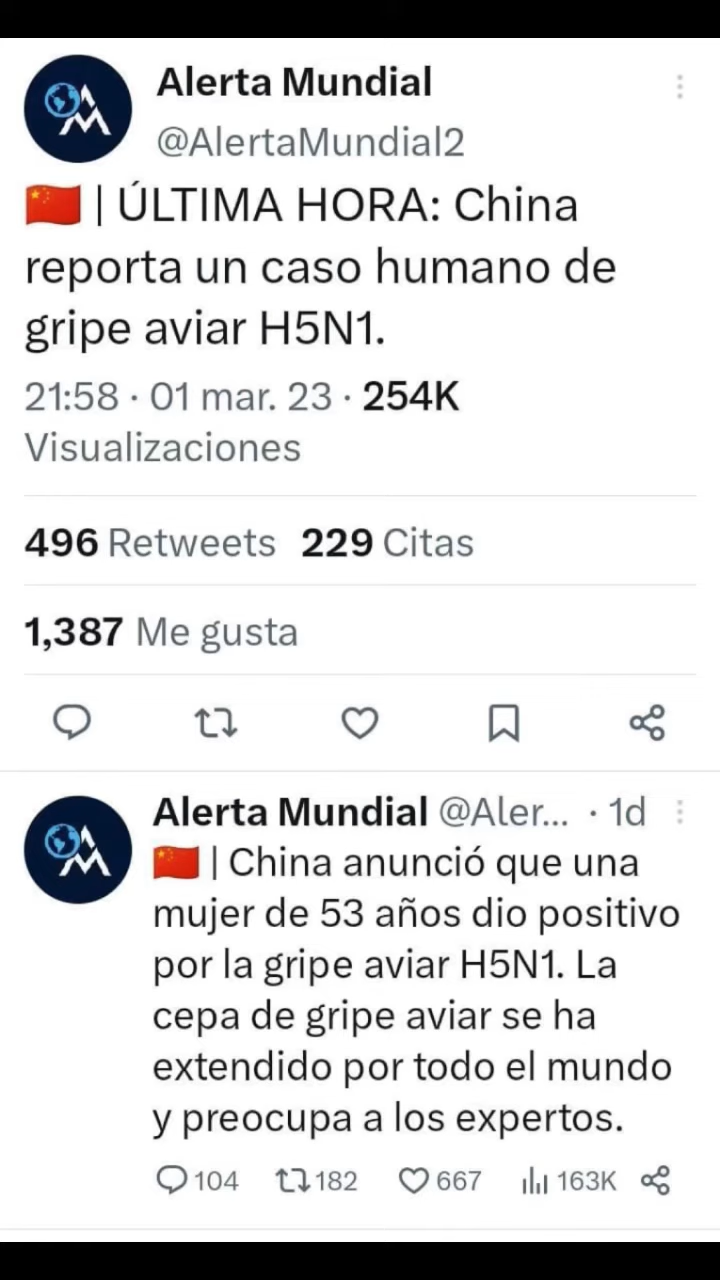 Alerta Mundial
@AlertaMundial2
🇨🇳 | ÚLTIMA HORA: China
reporta un caso humano de
gripe aviar H5N1.
21:58 · 01 mar. 23 · 254K
Visualizaciones
496 Retweets 229 Citas
1,387 Me gusta
Alerta Mundial @Aler... · 1d
🇨🇳 | China anunció que una
mujer de 53 años dio positivo
por la gripe aviar H5N1. La
cepa de gripe aviar se ha
extendido por todo el mundo
y preocupa a los expertos.
104 182 667 163K